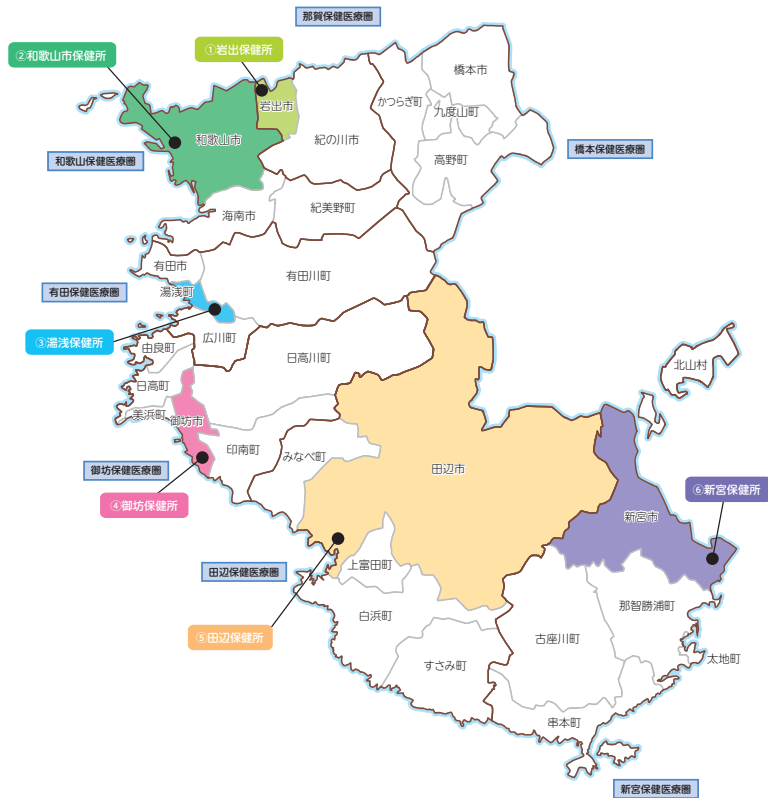 那賀保健医療圏
①岩出保健所
②和歌山市保健所
橋本市
かつらぎ町
岩出市
九度山町
和歌山市
紀の川市
橋本保健医療圏
和歌山保健医療圏
高野町
紀美野町
海南市
有田市
有田川町
有田保健医療圏
湯浅町
③湯浅保健所
広川町
由良町
日高川町
北山村
日高町
美浜町
御坊市
印南町
みなべ町
御坊保健医療圏
田辺市
⑥新宮保健所
④御坊保健所
新宮市
上富田町
田辺保健医療圏
那智勝浦町
白浜町
⑤田辺保健所
古座川町
太地町
すさみ町
串本町
新宮保健医療圏